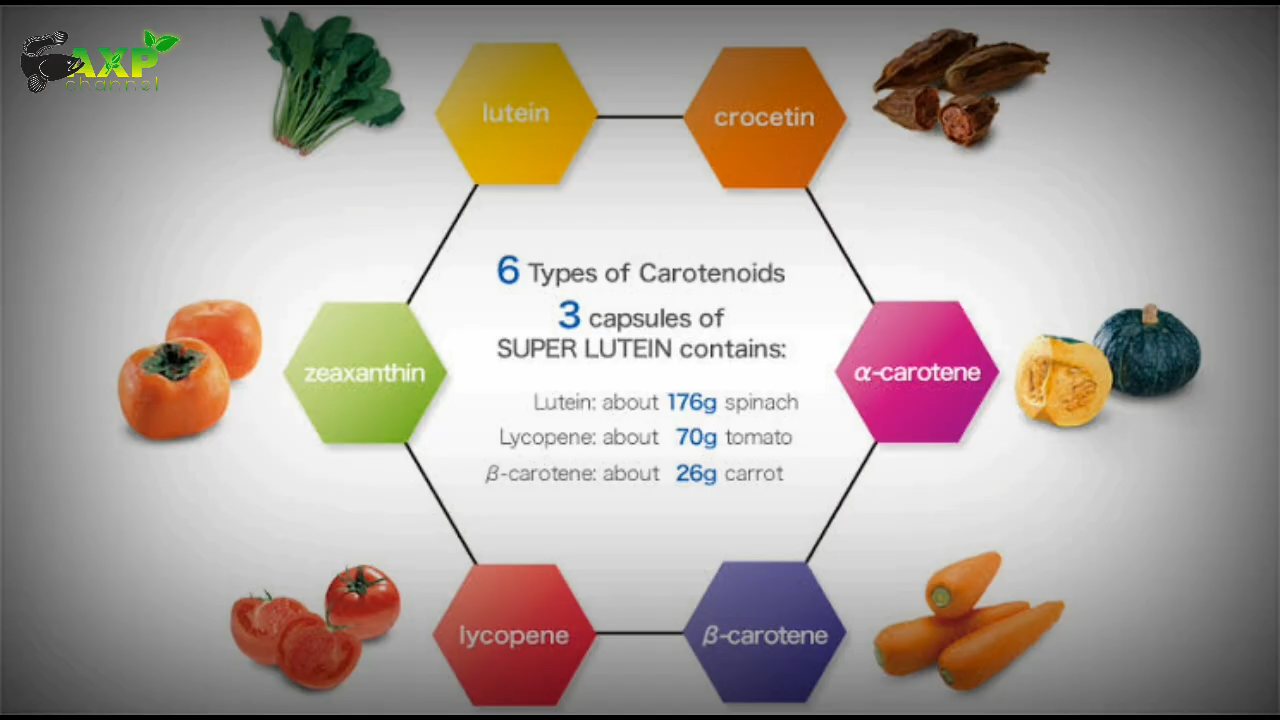 AXP
channel
lutein
crocetin
6 Types of Carotenoids
3 capsules of
SUPER LUTEIN contains:
zeaxanthin
α-carotene
Lutein: about 176g spinach
Lycopene: about 70g tomato
β-carotene: about 26g carrot
lycopene
β-carotene